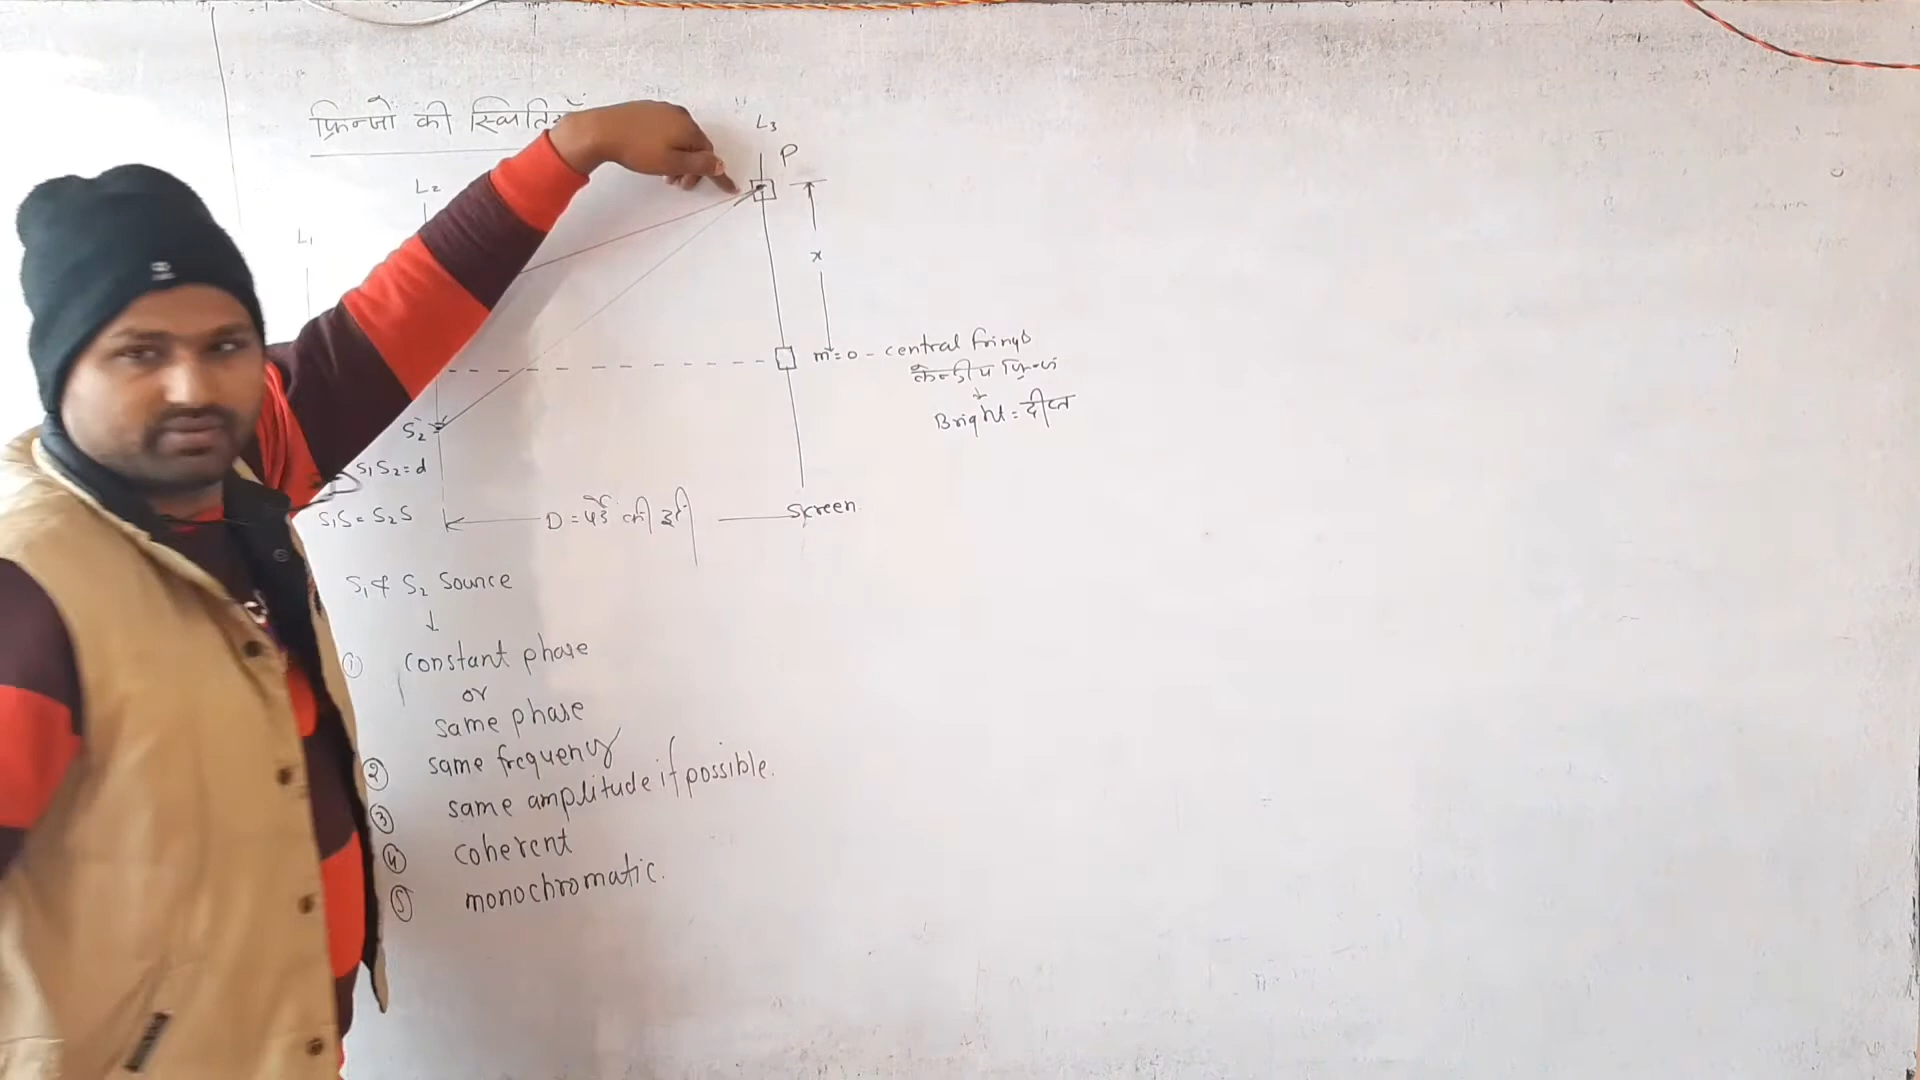 फ्रिन्जो की
L₃
P
L₂
L₁
x
m=0 - central frings
केन्द्रीय फ्रिन्ज
↓
Bright = दीप्त
S₂
S₁S₂ = d
S₁S = S₂S
D = पर्दे की दूरी
Screen
S₁ & S₂ Source
↓
① constant phase
or
same phase
② same frequency
③ same amplitude if possible.
④ coherent
⑤ monochromatic.